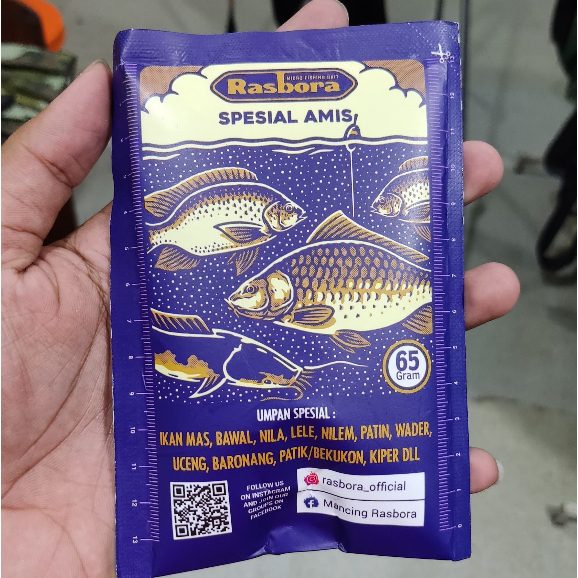 MICRO FISHING BAIT
Rasbora
SPESIAL AMIS
65
Gram
UMPAN SPESIAL :
IKAN MAS, BAWAL, NILA, LELE, NILEM, PATIN, WADER,
UCENG, BARONANG, PATIK/BEKUKON, KIPER DLL
FOLLOW US
ON INSTAGRAM
AND JOIN OUR
GROUPS ON
FACEBOOK
rasbora_official
Mancing Rasbora